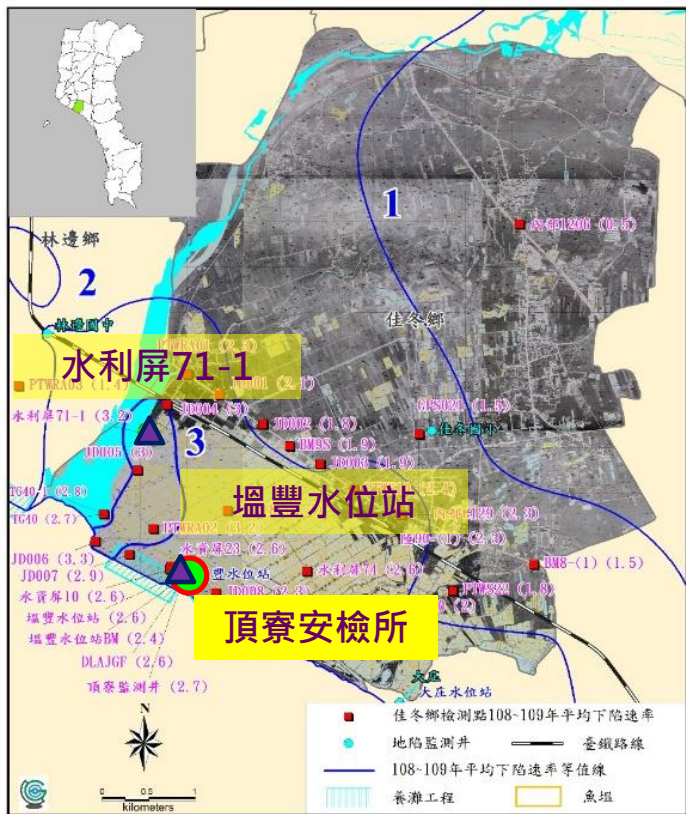 1
林邊鄉
內部1206 (0.5)
2
佳冬鄉
林邊國中
PTWRA01 (2.3)
水利屏71-1
PTWRA03 (1.4)
JD001 (2.1)
GPS021 (1.5)
JD004 (3)
水利屏71-1 (3.2)
JD002 (1.8)
佳冬國小
3
BM9S (1.9)
JD005 (3)
JD003 (1.9)
塭豐水位站
TG40-1 (2.8)
TG40 (2.7)
PTWRA02 (3.2)
水資屏23 (2.6)
JD006 (3.3)
豐水位站
水利屏74 (2.6)
BM8-(1) (1.5)
JD007 (2.9)
JD008 (2.3)
PTWS22 (1.8)
水資屏10 (2.6)
頂寮安檢所
塭豐水位站 (2.6)
塭豐水位站BM (2.4)
DLAJGF (2.6)
大庄
頂寮監測井 (2.7)
大庄水位站
N
佳冬鄉檢測點108~109年平均下陷速率
地陷監測井
臺鐵路線
108~109年平均下陷速率等值線
養灘工程
魚塭
0 0.5 1
kilometers